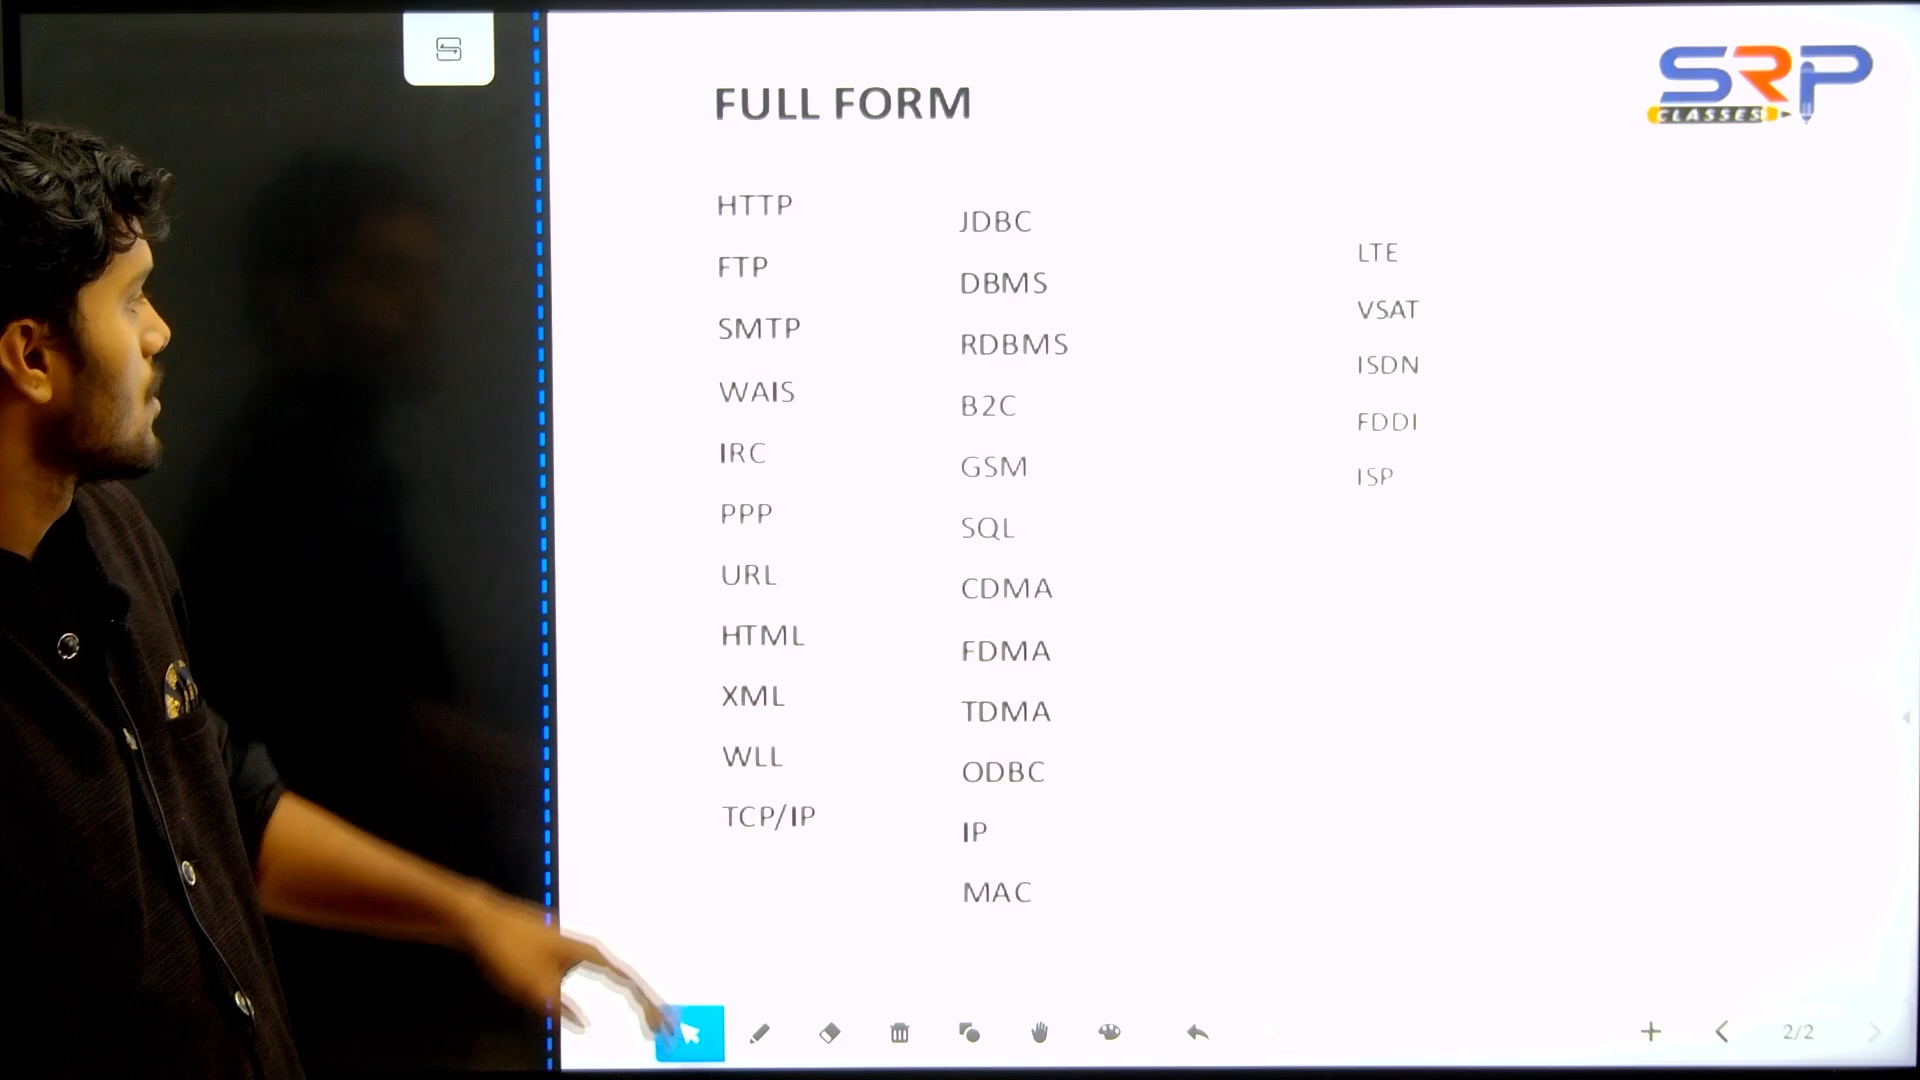 FULL FORM
SRP
CLASSES
HTTP
FTP
SMTP
WAIS
IRC
PPP
URL
HTML
XML
WLL
TCP/IP
JDBC
DBMS
RDBMS
B2C
GSM
SQL
CDMA
FDMA
TDMA
ODBC
IP
MAC
LTE
VSAT
ISDN
FDDI
ISP
2/2